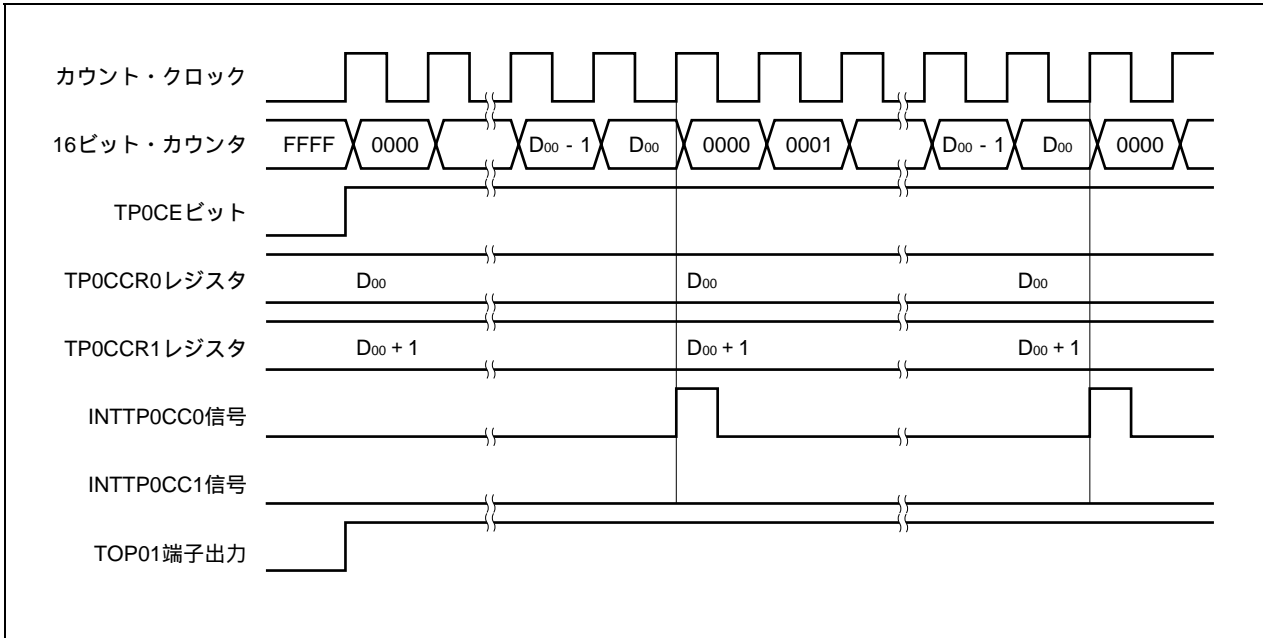 カウント・クロック
16ビット・カウンタ FFFF 0000 D00 - 1 D00 0000 0001 D00 - 1 D00 0000
TP0CEビット
TP0CCR0レジスタ D00 D00 D00
TP0CCR1レジスタ D00 + 1 D00 + 1 D00 + 1
INTTP0CC0信号
INTTP0CC1信号
TOP01端子出力